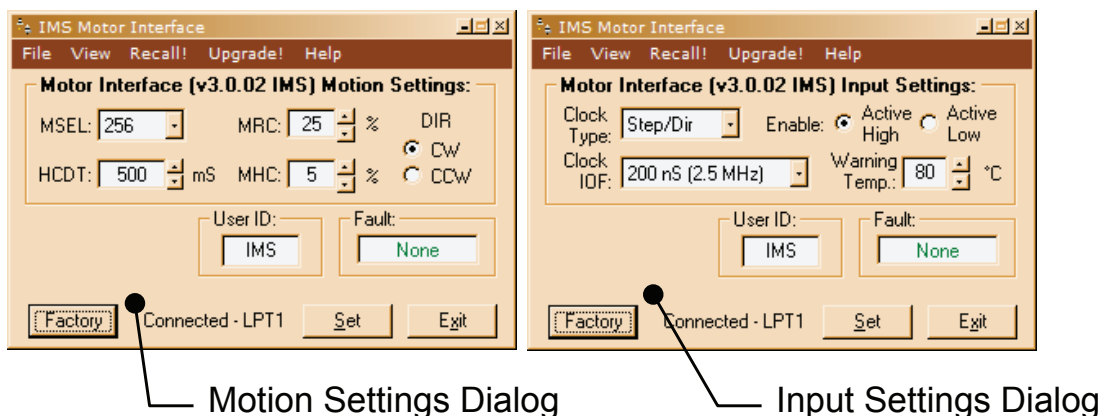 IMS Motor Interface
File View Recall! Upgrade! Help
Motor Interface (v3.0.02 IMS) Motion Settings:
MSEL: 256
MRC: 25 %
DIR
CW
CCW
HCDT: 500 mS
MHC: 5 %
User ID:
IMS
Fault:
None
Factory
Connected - LPT1
Set
Exit
Motion Settings Dialog
IMS Motor Interface
File View Recall! Upgrade! Help
Motor Interface (v3.0.02 IMS) Input Settings:
Clock
Type:
Step/Dir
Enable:
Active
High
Active
Low
Clock
IOF:
200 nS (2.5 MHz)
Warning
Temp.:
80 °C
User ID:
IMS
Fault:
None
Factory
Connected - LPT1
Set
Exit
Input Settings Dialog